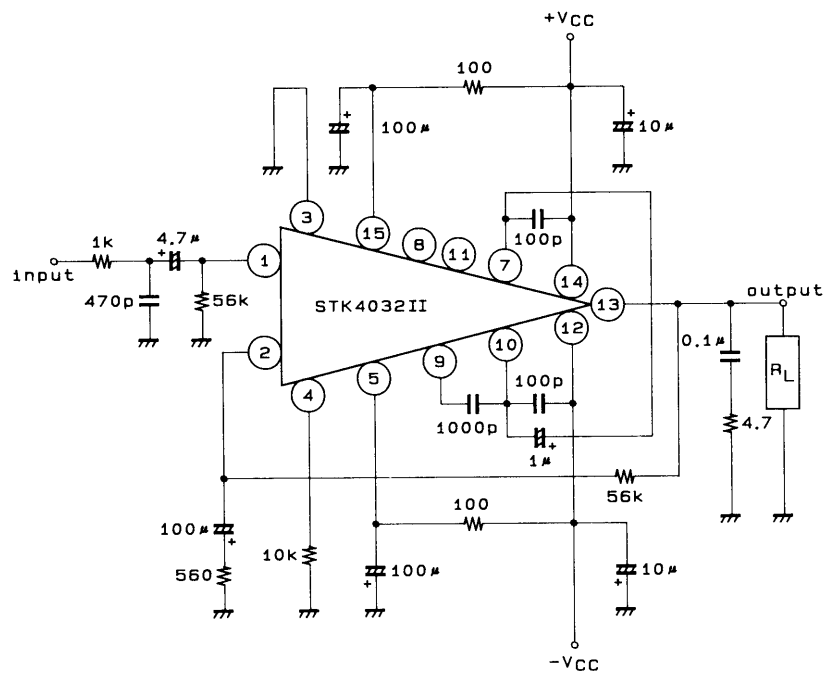 +VCC
100
+
100μ
+
10μ
3
15
8
11
7
100p
14
1k
4.7μ
+
1
input
470p
56k
STK4032II
13
output
2
12
10
0.1μ
RL
4
5
9
100p
1000p
+
1μ
4.7
56k
100
100μ
+
560
10k
+
100μ
+
10μ
-VCC